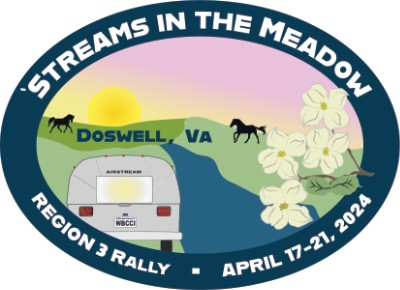 'STREAMS IN THE MEADOW
DOSWELL, VA
AIRSTREAM
WBCCI
REGION 3 RALLY ▪ APRIL 17-21, 2024